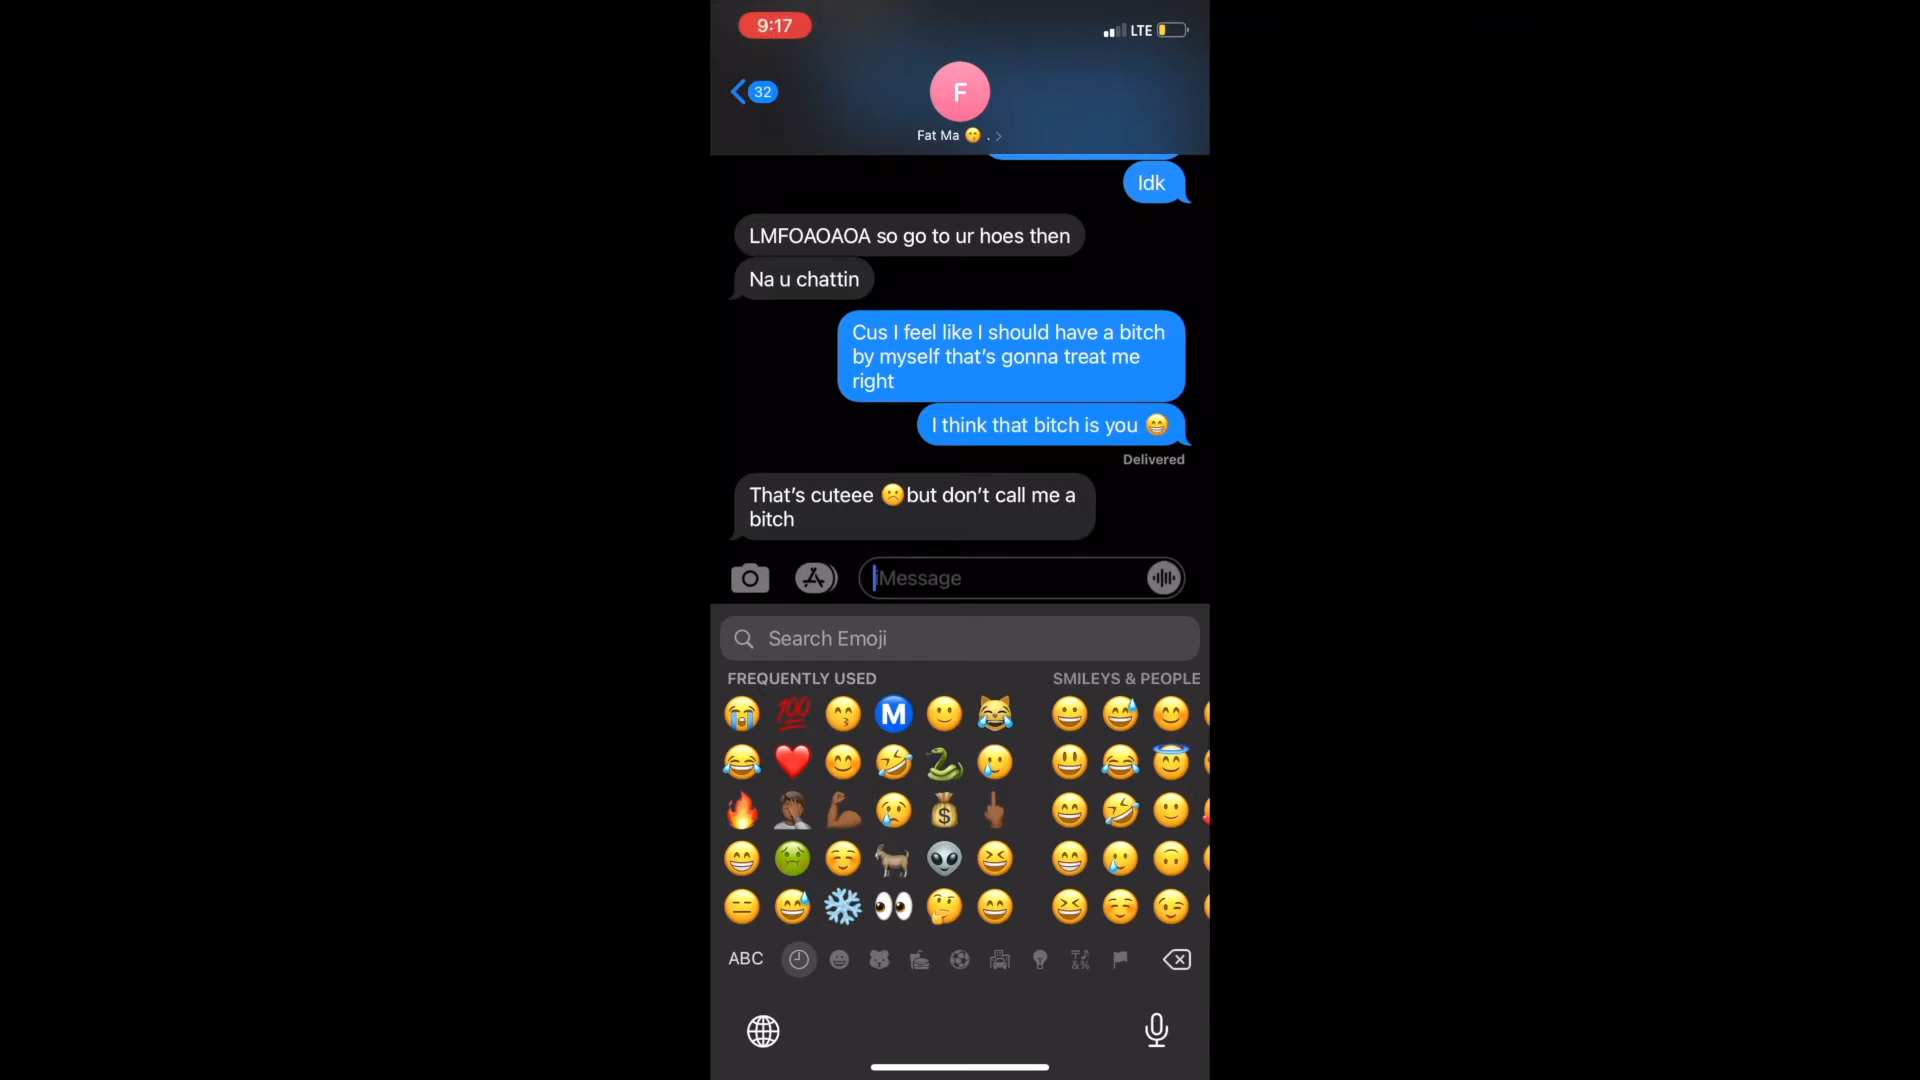 9:17
LTE
32
F
Fat Ma 😙 . >
Idk
LMFOAOAOA so go to ur hoes then
Na u chattin
Cus I feel like I should have a bitch
by myself that's gonna treat me
right
I think that bitch is you 😁
Delivered
That's cuteee ☹️but don't call me a
bitch
iMessage
Search Emoji
FREQUENTLY USED
SMILEYS & PEOPLE
ABC